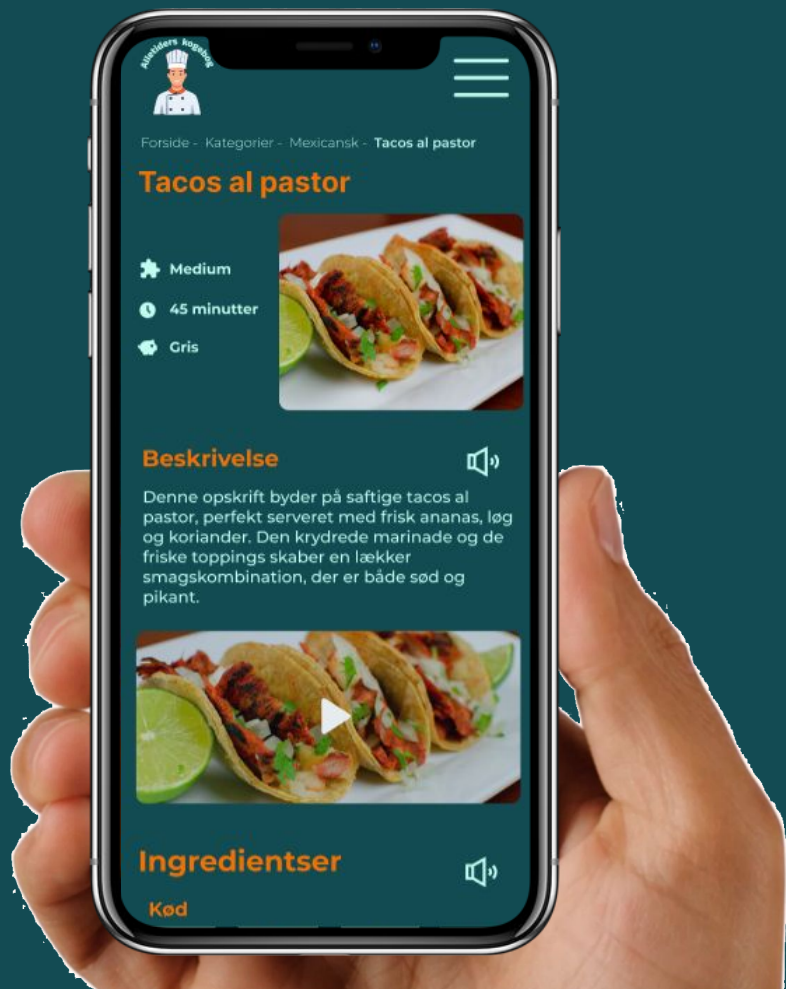 Alletiders kogebog
Forside - Kategorier - Mexicansk - Tacos al pastor
Tacos al pastor
Medium
45 minutter
Gris
Beskrivelse
Denne opskrift byder på saftige tacos al
pastor, perfekt serveret med frisk ananas, løg
og koriander. Den krydrede marinade og de
friske toppings skaber en lækker
smagskombination, der er både sød og
pikant.
Ingredientser
Kød